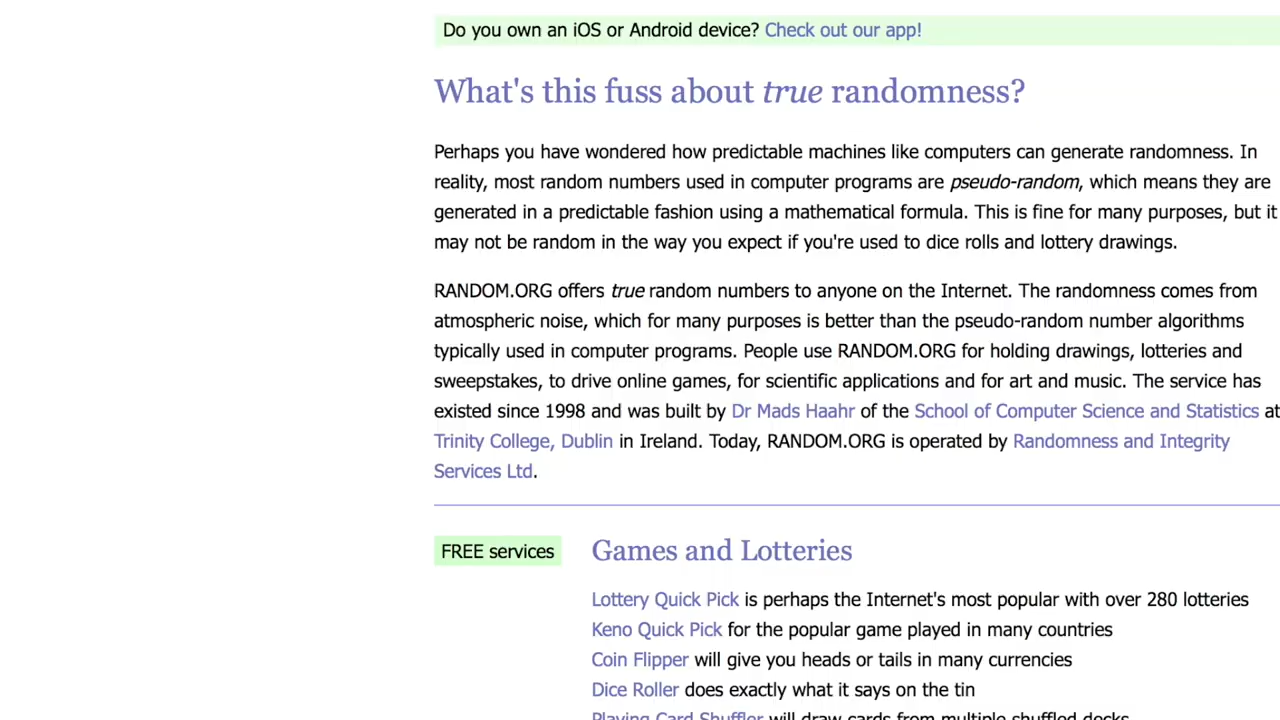 Do you own an iOS or Android device? Check out our app!
What's this fuss about true randomness?
Perhaps you have wondered how predictable machines like computers can generate randomness. In
reality, most random numbers used in computer programs are pseudo-random, which means they are
generated in a predictable fashion using a mathematical formula. This is fine for many purposes, but it
may not be random in the way you expect if you're used to dice rolls and lottery drawings.
RANDOM.ORG offers true random numbers to anyone on the Internet. The randomness comes from
atmospheric noise, which for many purposes is better than the pseudo-random number algorithms
typically used in computer programs. People use RANDOM.ORG for holding drawings, lotteries and
sweepstakes, to drive online games, for scientific applications and for art and music. The service has
existed since 1998 and was built by Dr Mads Haahr of the School of Computer Science and Statistics at
Trinity College, Dublin in Ireland. Today, RANDOM.ORG is operated by Randomness and Integrity
Services Ltd.
FREE services
Games and Lotteries
Lottery Quick Pick is perhaps the Internet's most popular with over 280 lotteries
Keno Quick Pick for the popular game played in many countries
Coin Flipper will give you heads or tails in many currencies
Dice Roller does exactly what it says on the tin
Playing Card Shuffler will draw cards from multiple shuffled decks